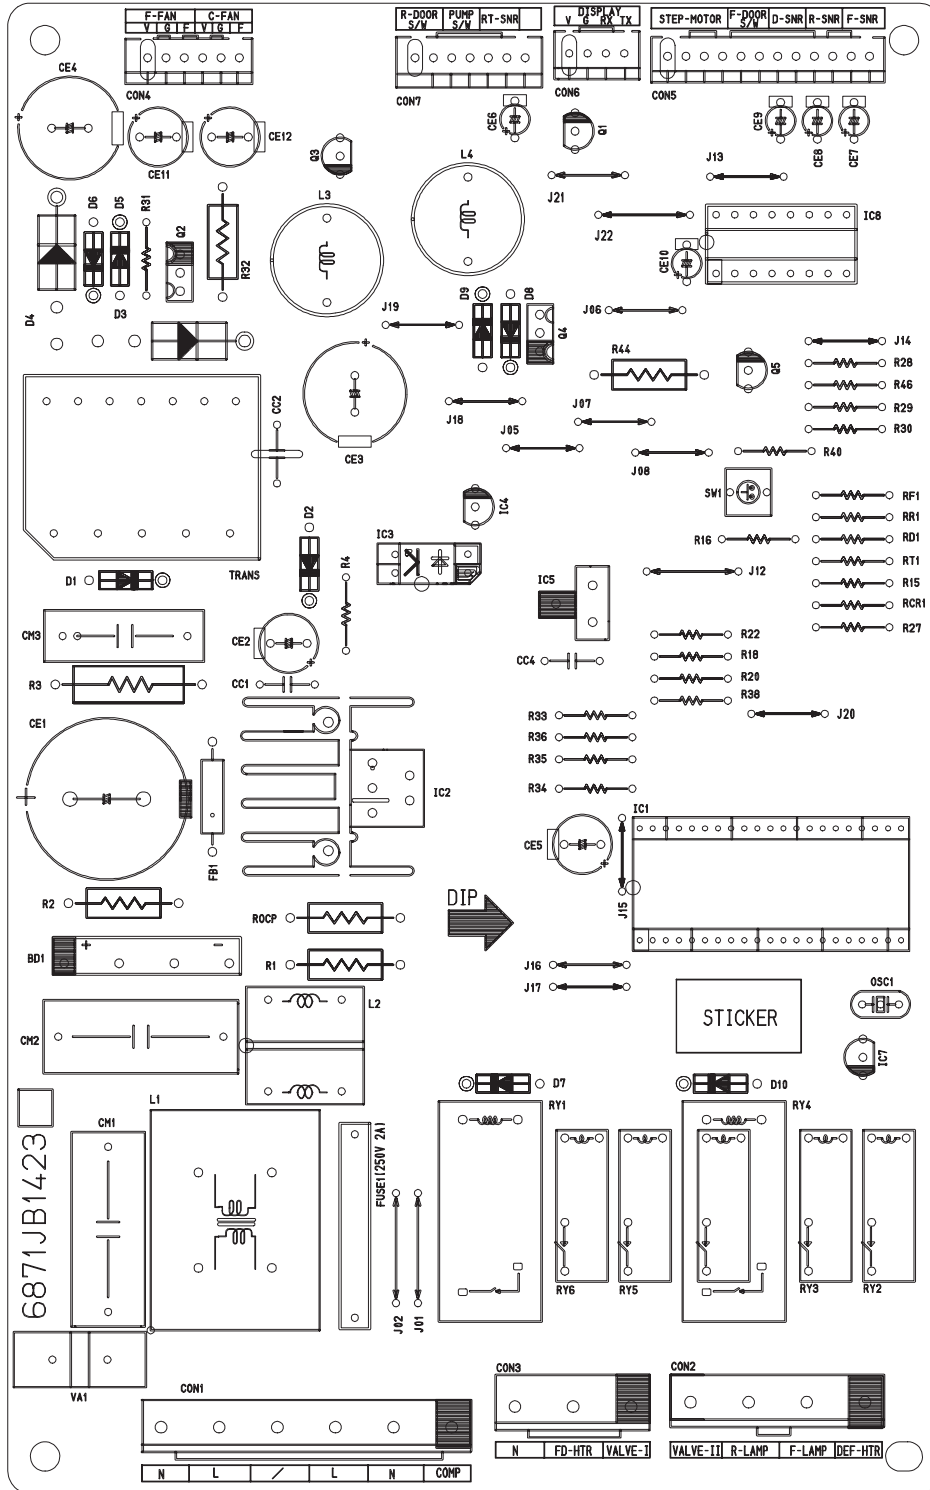 F-FAN C-FAN
V G F V G F
CON4
R-DOOR S/W PUMP S/W RT-SNR
CON7
DISPLAY
V G RX TX
CON6
STEP-MOTOR F-DOOR S/W D-SNR R-SNR F-SNR
CON5
CE4
CE11
CE12
Q3
L3
L4
CE6
Q1
CE9
CE8
CE7
J21
J13
J22
IC8
CE10
D6
D5
R31
Q2
R32
D4
D3
J19
D9
D8
Q4
J06
J14
R28
R46
R29
R30
R44
Q5
CC2
CE3
J18
J07
J05
J08
R40
SW1
RF1
RR1
RD1
RT1
R15
RCR1
R27
R16
J12
IC4
IC3
D2
R4
TRANS
D1
IC5
CM3
CE2
CC4
R22
R18
R20
R38
R3
CC1
J20
CE1
R33
R36
R35
R34
IC2
IC1
FB1
CE5
J15
R2
ROCP
DIP
BD1
R1
J16
J17
CM2
L2
STICKER
OSC1
IC7
L1
CM1
D7
RY1
D10
RY4
6871JB1423
FUSE1(250V 2A)
J02
J01
RY6
RY5
RY3
RY2
VA1
CON1
N L / L N COMP
CON3
N FD-HTR VALVE-I
CON2
VALVE-II R-LAMP F-LAMP DEF-HTR